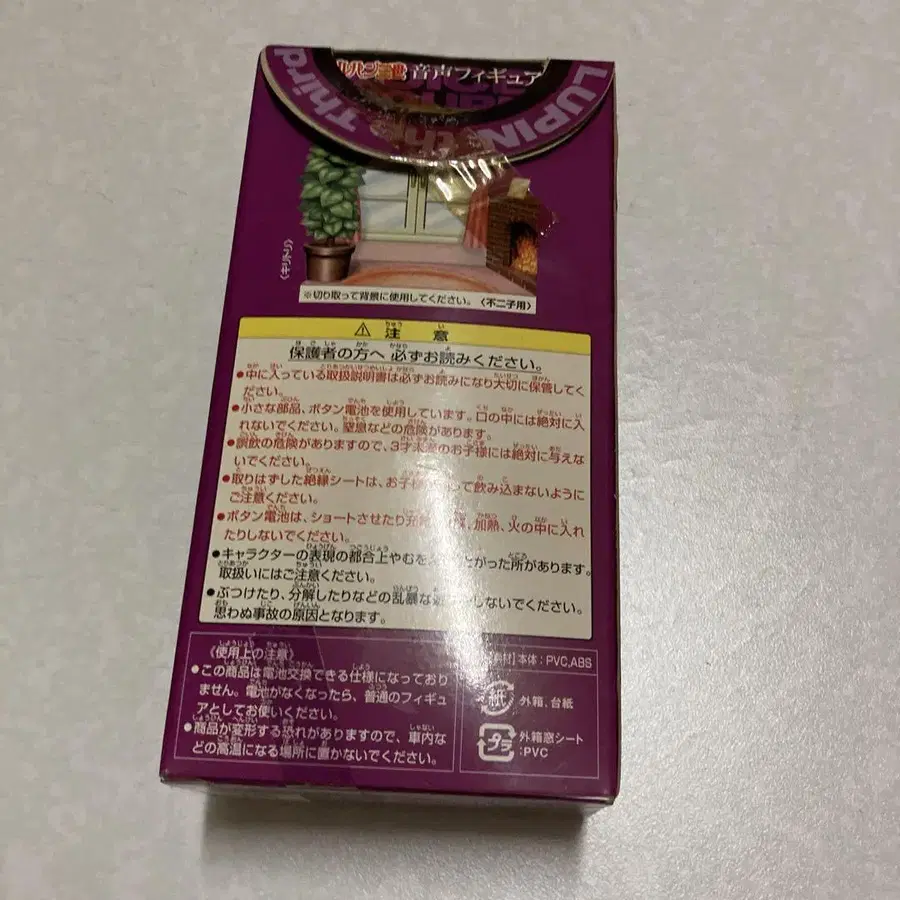 ルパン三世 音声フィギュア
LUPIN the Third
〈キリトリ〉
※切り取って背景に使用してください。〈不二子用〉
⚠ 注 意
保護者の方へ 必ずお読みください。
●中に入っている取扱説明書は必ずお読みになり大切に保管してく
ださい。
●小さな部品、ボタン電池を使用しています。口の中には絶対に入
れないでください。窒息などの危険があります。
●誤飲の危険がありますので、3才未満のお子様には絶対に与えな
いでください。
●取りはずした絶縁シートは、お子様 って飲み込まないように
ご注意ください。
●ボタン電池は、ショートさせたり充 、加熱、火の中に入れ
たりしないでください。
●キャラクターの表現の都合上やむをえ とがった所があります。
取扱いにはご注意ください。
●ぶつけたり、分解したりなどの乱暴な しないでください。
思わぬ事故の原因となります。
〈使用上の注意〉
●この商品は電池交換できる仕様になっており
ません。電池がなくなったら、普通のフィギュ
アとしてお使いください。
●商品が変形する恐れがありますので、車内な
どの高温になる場所に置かないでください。
材] 本体：PVC,ABS
紙 外箱、台紙
プラ 外箱窓シート
：PVC